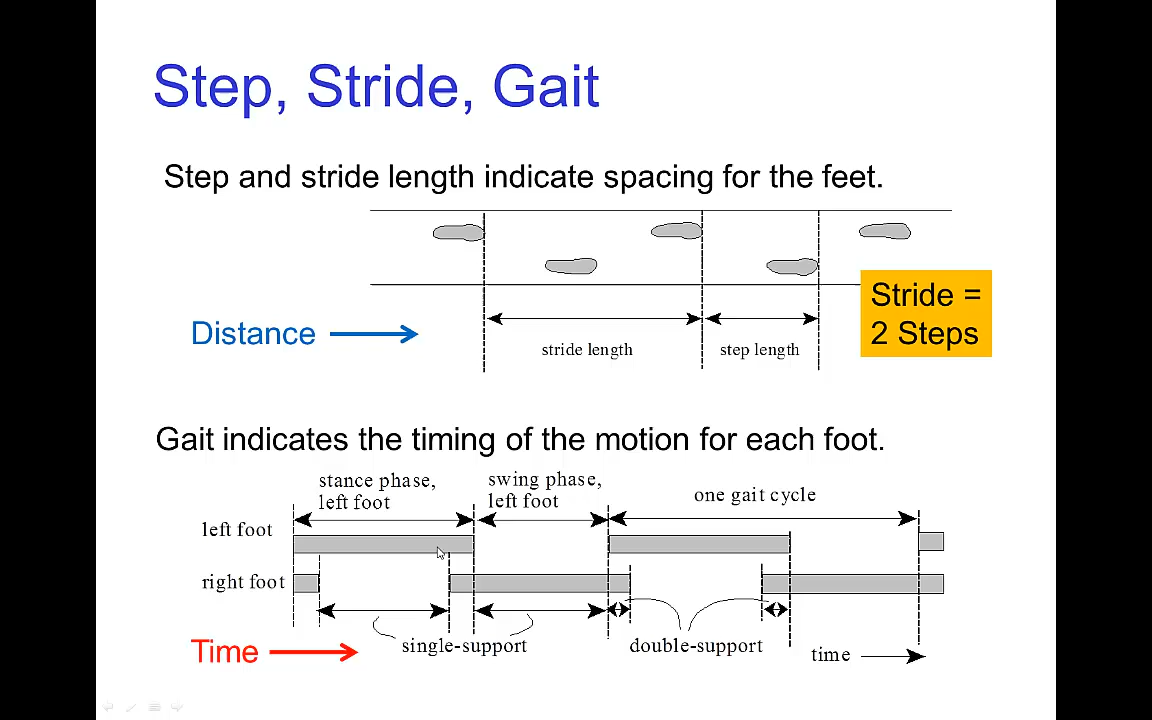 Step, Stride, Gait
Step and stride length indicate spacing for the feet.
Distance
stride length
step length
Stride =
2 Steps
Gait indicates the timing of the motion for each foot.
stance phase,
left foot
swing phase,
left foot
one gait cycle
left foot
right foot
single-support
double-support
time
Time